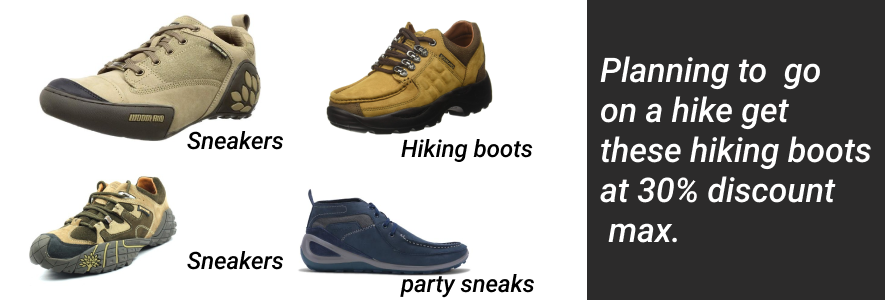 WOODLAND
Sneakers
Hiking boots
Sneakers
party sneaks
Planning to go
on a hike get
these hiking boots
at 30% discount
max.